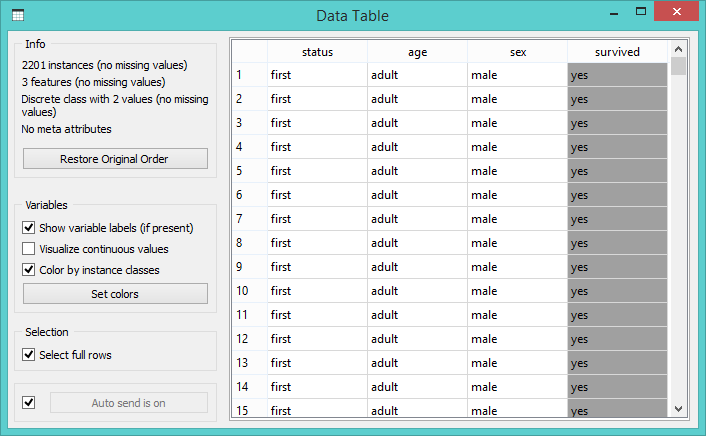 Data Table
Info
2201 instances (no missing values)
3 features (no missing values)
Discrete class with 2 values (no missing
values)
No meta attributes
Restore Original Order
Variables
Show variable labels (if present)
Visualize continuous values
Color by instance classes
Set colors
Selection
Select full rows
Auto send is on
status age sex survived
1 first adult male yes
2 first adult male yes
3 first adult male yes
4 first adult male yes
5 first adult male yes
6 first adult male yes
7 first adult male yes
8 first adult male yes
9 first adult male yes
10 first adult male yes
11 first adult male yes
12 first adult male yes
13 first adult male yes
14 first adult male yes
15 first adult male yes